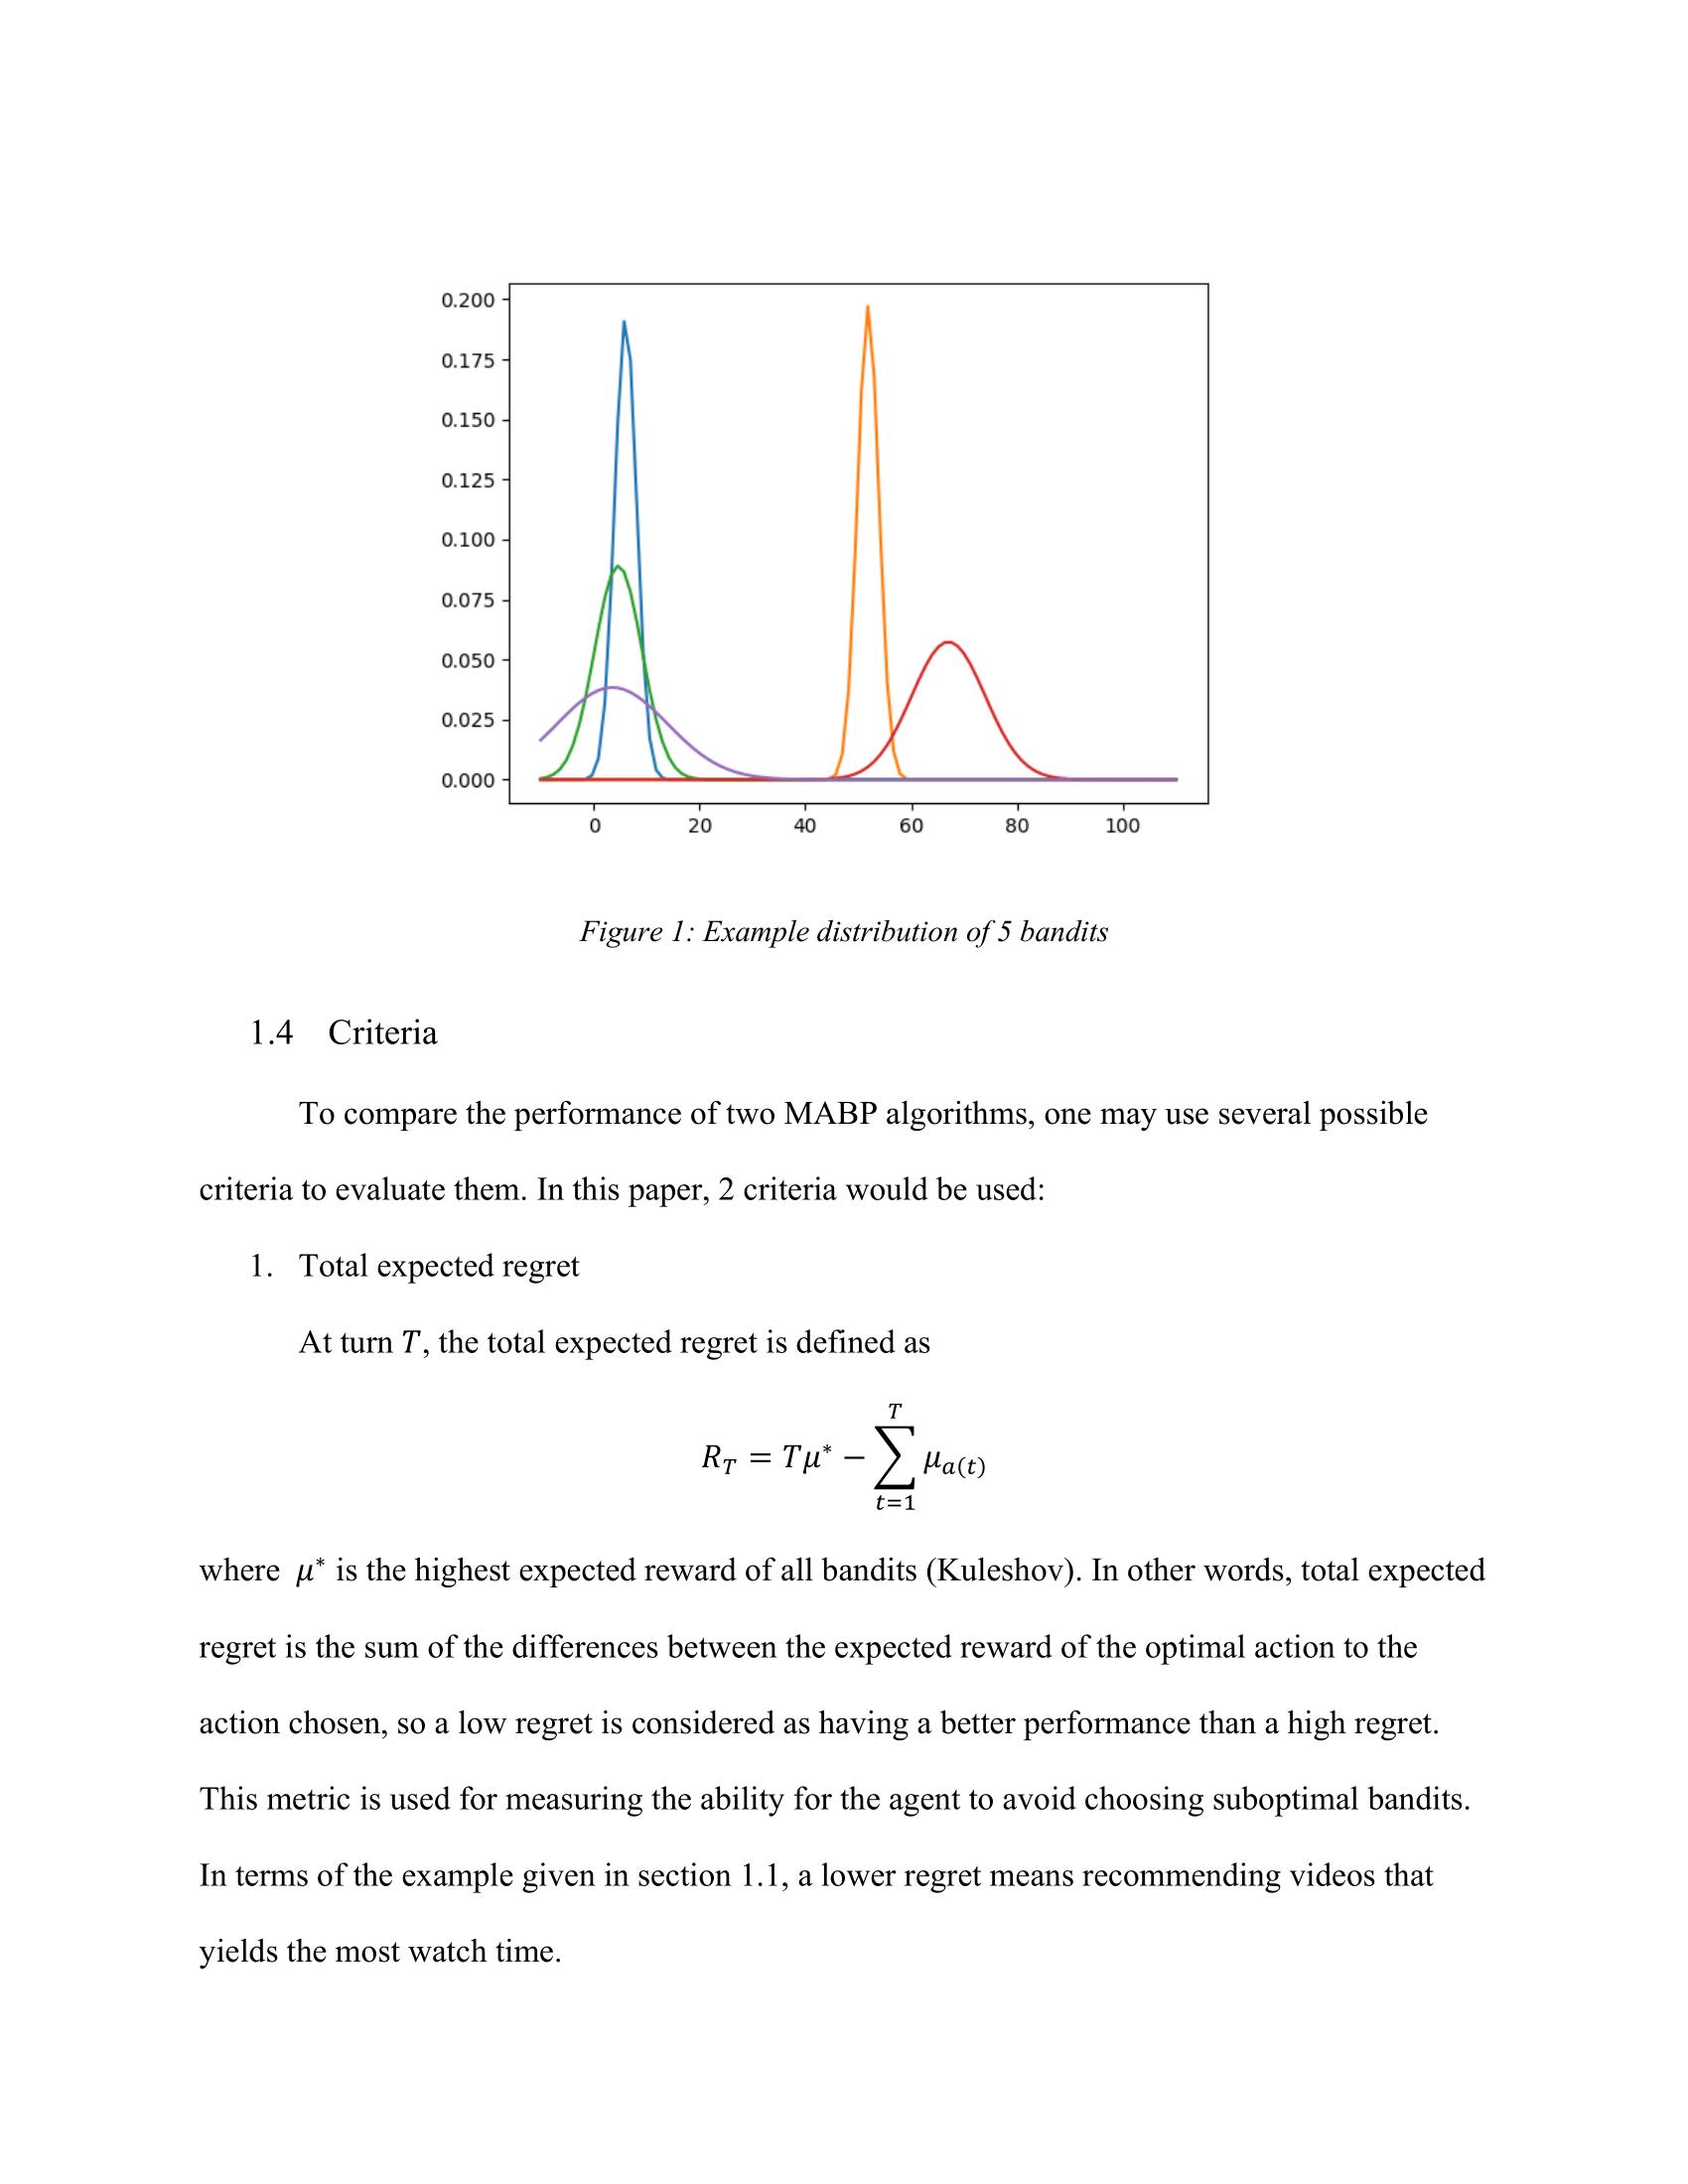 0.200
0.175
0.150
0.125
0.100
0.075
0.050
0.025
0.000
0 20 40 60 80 100
Figure 1: Example distribution of 5 bandits
1.4 Criteria
To compare the performance of two MABP algorithms, one may use several possible
criteria to evaluate them. In this paper, 2 criteria would be used:
1. Total expected regret
At turn T, the total expected regret is defined as
R_T = Tμ* − ∑_{t=1}^{T} μ_{a(t)}
where μ* is the highest expected reward of all bandits (Kuleshov). In other words, total expected
regret is the sum of the differences between the expected reward of the optimal action to the
action chosen, so a low regret is considered as having a better performance than a high regret.
This metric is used for measuring the ability for the agent to avoid choosing suboptimal bandits.
In terms of the example given in section 1.1, a lower regret means recommending videos that
yields the most watch time.